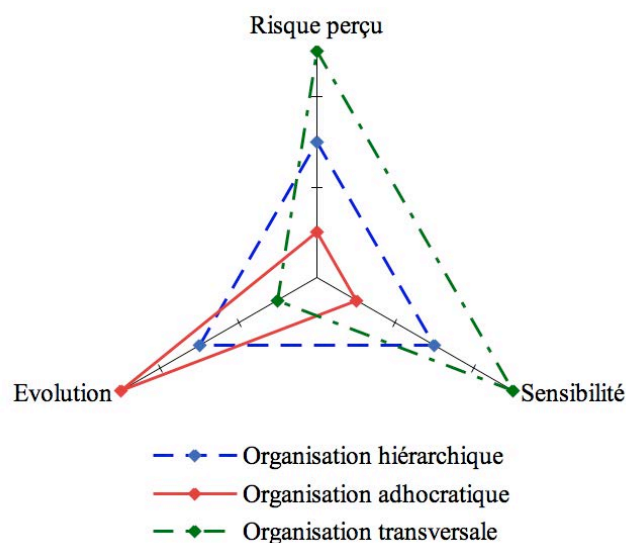 Risque perçu
Evolution
Sensibilité
Organisation hiérarchique
Organisation adhocratique
Organisation transversale